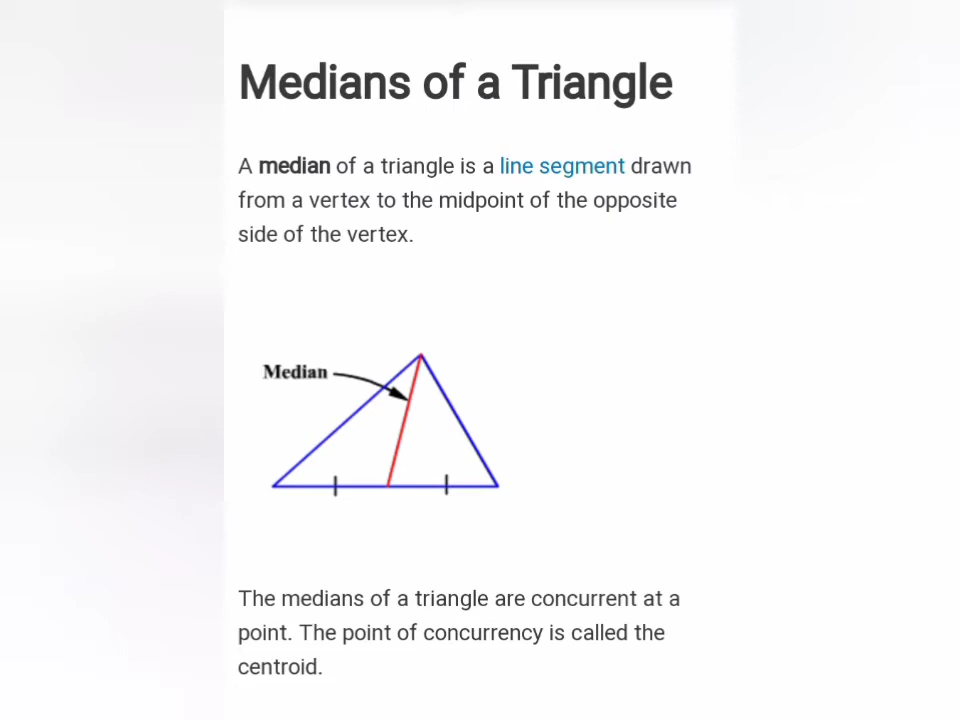 Medians of a Triangle
A median of a triangle is a line segment drawn
from a vertex to the midpoint of the opposite
side of the vertex.
Median
The medians of a triangle are concurrent at a
point. The point of concurrency is called the
centroid.